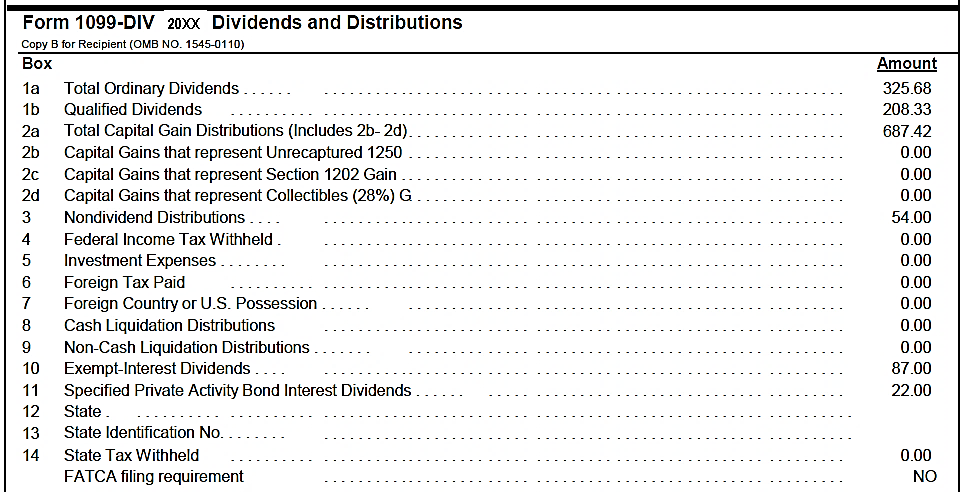 Form 1099-DIV 20XX Dividends and Distributions
Copy B for Recipient (OMB NO. 1545-0110)
Box Amount
1a Total Ordinary Dividends . . . . . . 325.68
1b Qualified Dividends 208.33
2a Total Capital Gain Distributions (Includes 2b- 2d) 687.42
2b Capital Gains that represent Unrecaptured 1250 0.00
2c Capital Gains that represent Section 1202 Gain 0.00
2d Capital Gains that represent Collectibles (28%) G 0.00
3 Nondividend Distributions . . . . 54.00
4 Federal Income Tax Withheld . 0.00
5 Investment Expenses . . . . . . . . 0.00
6 Foreign Tax Paid 0.00
7 Foreign Country or U.S. Possession . . . . . . 0.00
8 Cash Liquidation Distributions 0.00
9 Non-Cash Liquidation Distributions . . . . . . . 0.00
10 Exempt-Interest Dividends . . . . 87.00
11 Specified Private Activity Bond Interest Dividends . . . . . . 22.00
12 State .
13 State Identification No. . . . . . . .
14 State Tax Withheld 0.00
FATCA filing requirement NO